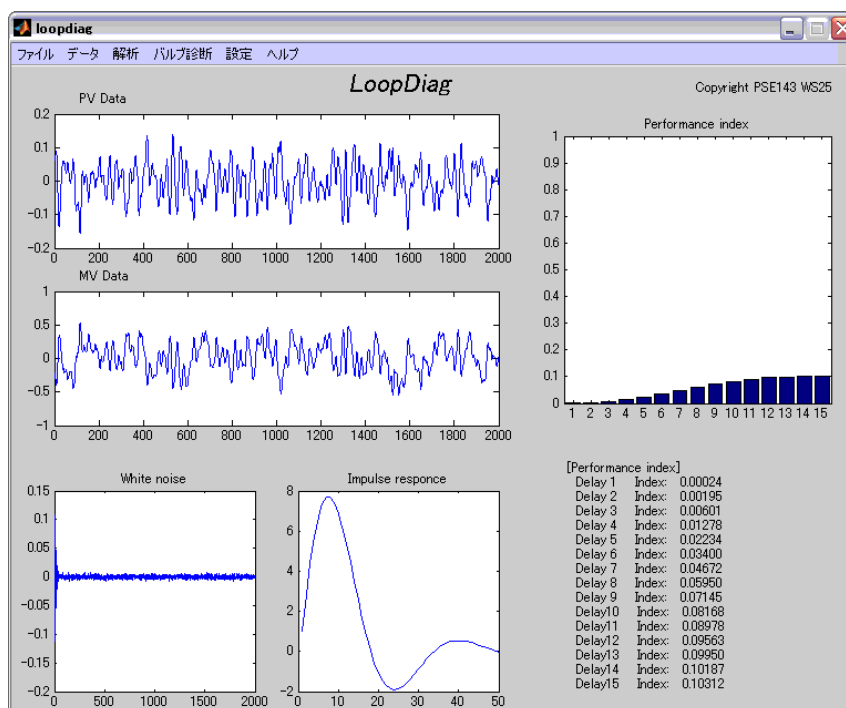 loopdiag
ファイル データ 解析 バルブ診断 設定 ヘルプ
LoopDiag
Copyright PSE143 WS25
PV Data
0.2
0.1
0
-0.1
-0.2
0 200 400 600 800 1000 1200 1400 1600 1800 2000
MV Data
1
0.5
0
-0.5
-1
0 200 400 600 800 1000 1200 1400 1600 1800 2000
Performance index
1
0.9
0.8
0.7
0.6
0.5
0.4
0.3
0.2
0.1
0
1 2 3 4 5 6 7 8 9 10 11 12 13 14 15
White noise
0.15
0.1
0.05
0
-0.05
-0.1
-0.15
-0.2
0 500 1000 1500 2000
Impulse responce
8
6
4
2
0
-2
0 10 20 30 40 50
[Performance index]
Delay 1 Index: 0.00024
Delay 2 Index: 0.00195
Delay 3 Index: 0.00601
Delay 4 Index: 0.01278
Delay 5 Index: 0.02234
Delay 6 Index: 0.03400
Delay 7 Index: 0.04672
Delay 8 Index: 0.05950
Delay 9 Index: 0.07145
Delay10 Index: 0.08168
Delay11 Index: 0.08978
Delay12 Index: 0.09563
Delay13 Index: 0.09950
Delay14 Index: 0.10187
Delay15 Index: 0.10312